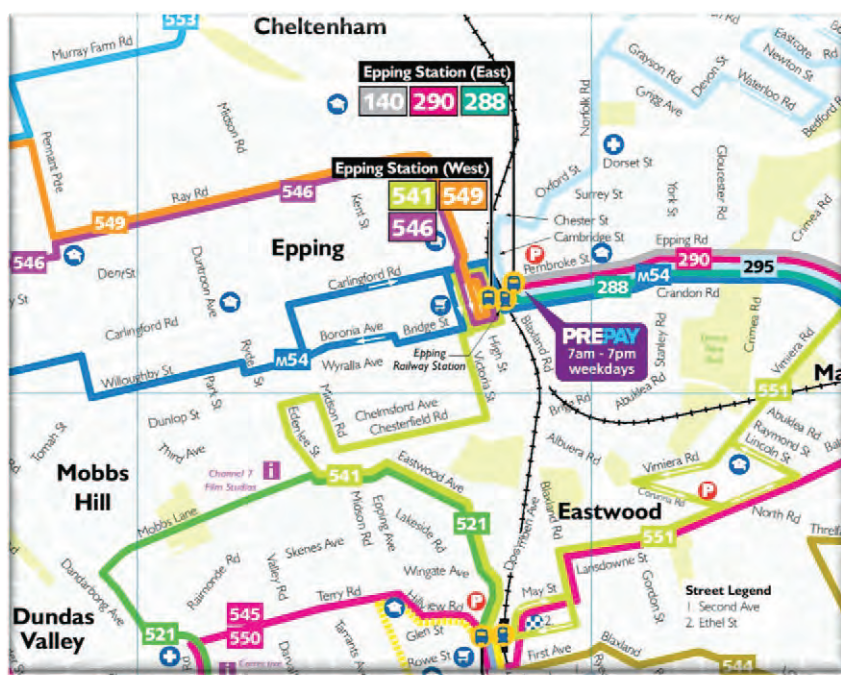 553
Cheltenham
Murray Farm Rd
Eastcote
Rd
Newton St
Grayson Rd
Devon St
Waterloo Rd
Grigg Ave
Bedford Rd
Norfolk Rd
Epping Station (East)
140 290 288
Midson Rd
Pennant Pde
Dorset St
Gloucester Rd
Epping Station (West)
541 549
546
Oxford St
Surrey St
York St
Crimea Rd
Ray Rd
546
549
Kent St
Chester St
Cambridge St
Epping
P
Pembroke St
Epping Rd
290
295
546
Deny St
Duntroon Ave
Carlingford Rd
288
M54
Crandon Rd
Carlingford Rd
Boronia Ave
Bridge St
PREPAY
7am - 7pm
weekdays
Epping
Railway Station
High St
Blaxland Rd
Stanley Rd
Crimea Rd
Vimiera Rd
Willoughby St
Ryde St
M54
Wyralla Ave
Victoria St
Park St
Ma
551
Edenlee St
Midson Rd
Chelmsford Ave
Chesterfield Rd
Briga Rd
Abuklea Rd
Abuklea Rd
Raymond St
Lincoln St
Tomah St
Dunlop St
Third Ave
Albuera Rd
Vimiera Rd
Mobbs
Hill
Channel 7
Film Studios
i
541
Eastwood Ave
Blaxland Rd
Eastwood
P
North Rd
Mobbs Lane
Midson Rd
Epping Ave
Lakeside Rd
521
551
Skenes Ave
Lansdowne St
Dandarbong Ave
Raimonde Rd
Valley Rd
Wingate Ave
Gordon St
Street Legend
1. Second Ave
2. Ethel St
Dundas
Valley
545
550
Terry Rd
P
May St
2.
521
Tarrants Ave
Glen St
Rowe St
First Ave
Blaxland
544